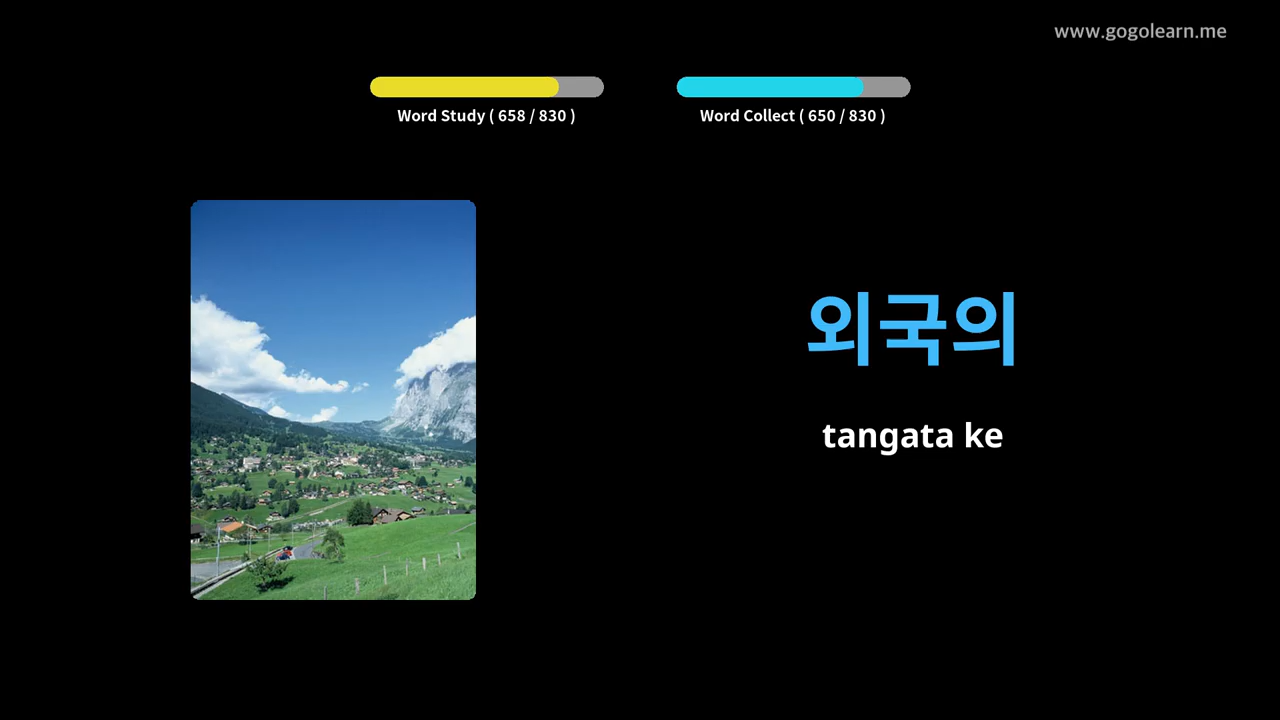 www.gogolearn.me
Word Study ( 658 / 830 )
Word Collect ( 650 / 830 )
외국의
tangata ke